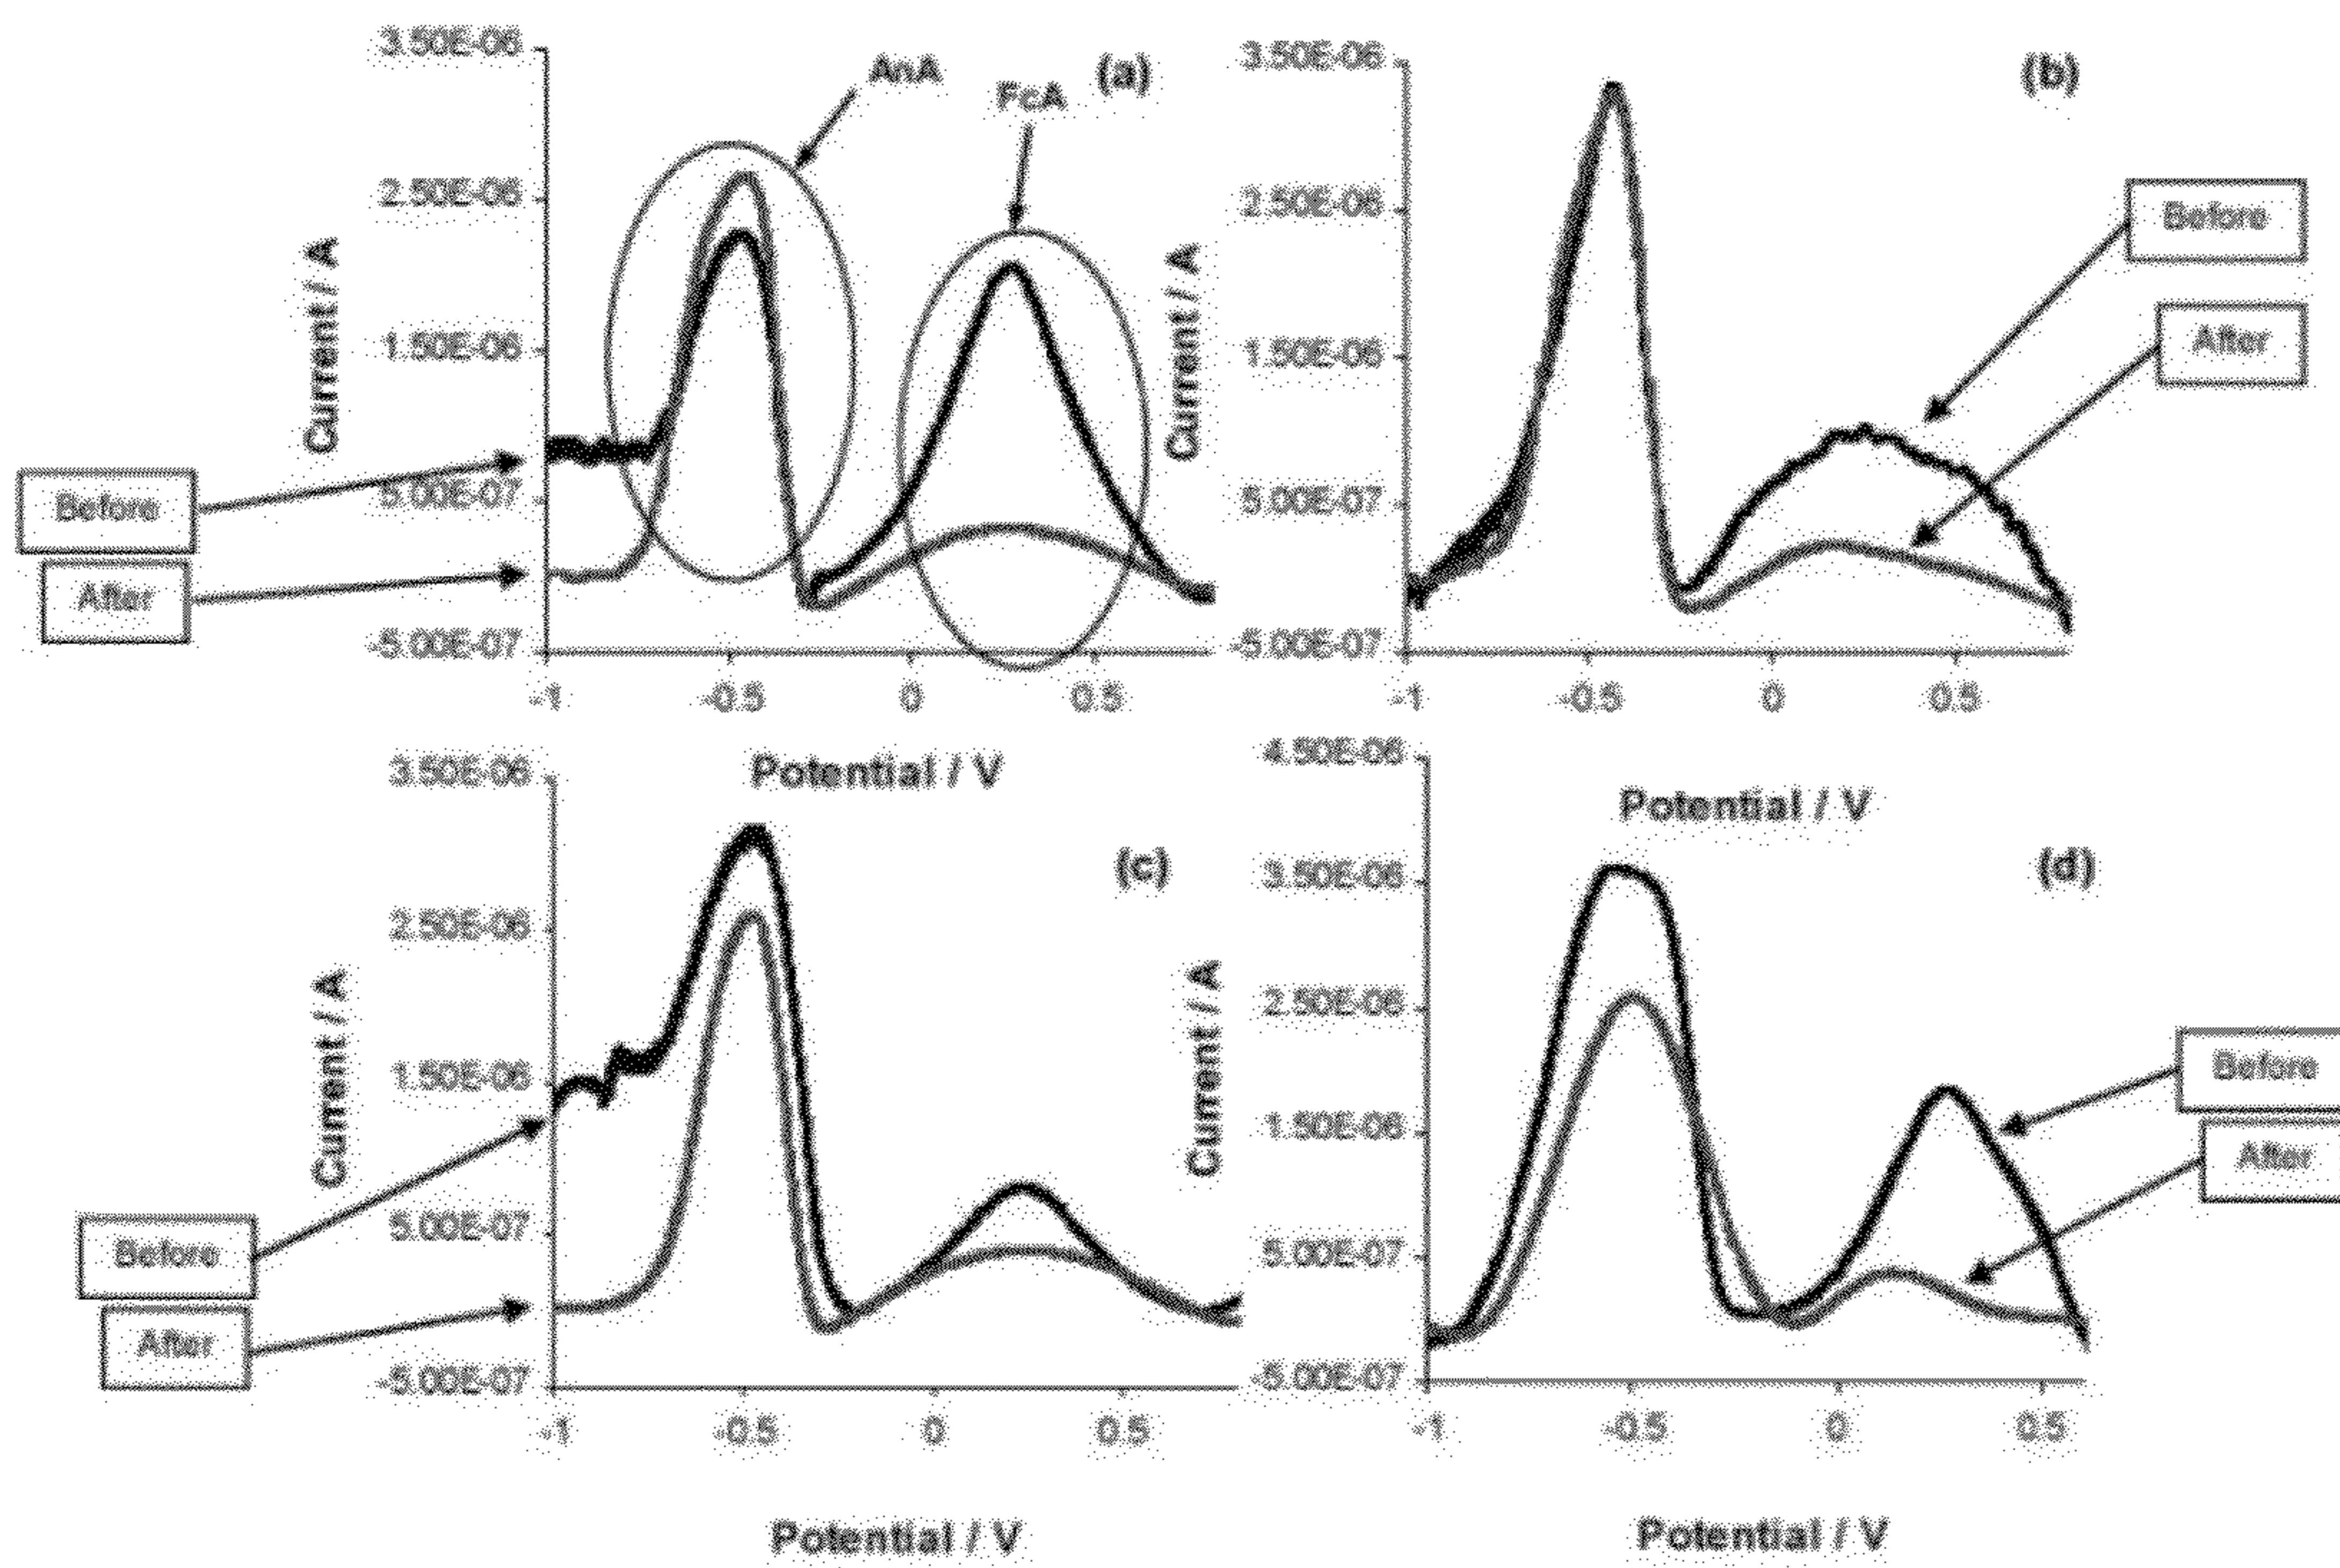 (a)
AnA
FcA
3.50E-06
2.50E-06
1.50E-06
5.00E-07
-5.00E-07
Current / A
Before
After
-1
-0.5
0
0.5
Potential / V
(b)
3.50E-06
2.50E-06
1.50E-06
5.00E-07
-5.00E-07
Current / A
Before
After
-1
-0.5
0
0.5
Potential / V
(c)
3.50E-06
2.50E-06
1.50E-06
5.00E-07
-5.00E-07
Current / A
Before
After
-1
-0.5
0
0.5
Potential / V
(d)
4.50E-06
3.50E-06
2.50E-06
1.50E-06
5.00E-07
-5.00E-07
Current / A
Before
After
-1
-0.5
0
0.5
Potential / V